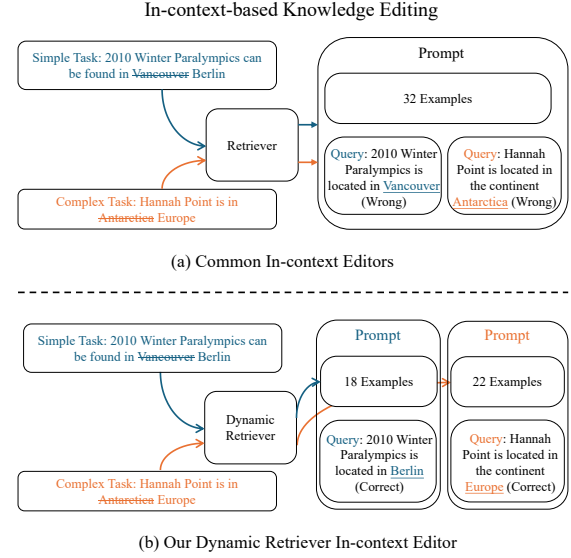 In-context-based Knowledge Editing
Simple Task: 2010 Winter Paralympics can
be found in Vancouver Berlin
Retriever
Complex Task: Hannah Point is in
Antarctica Europe
Prompt
32 Examples
Query: 2010 Winter
Paralympics is
located in Vancouver
(Wrong)
Query: Hannah
Point is located in
the continent
Antarctica (Wrong)
(a) Common In-context Editors
Simple Task: 2010 Winter Paralympics can
be found in Vancouver Berlin
Dynamic
Retriever
Complex Task: Hannah Point is in
Antarctica Europe
Prompt
18 Examples
Query: 2010 Winter
Paralympics is
located in Berlin
(Correct)
Prompt
22 Examples
Query: Hannah
Point is located in
the continent
Europe (Correct)
(b) Our Dynamic Retriever In-context Editor